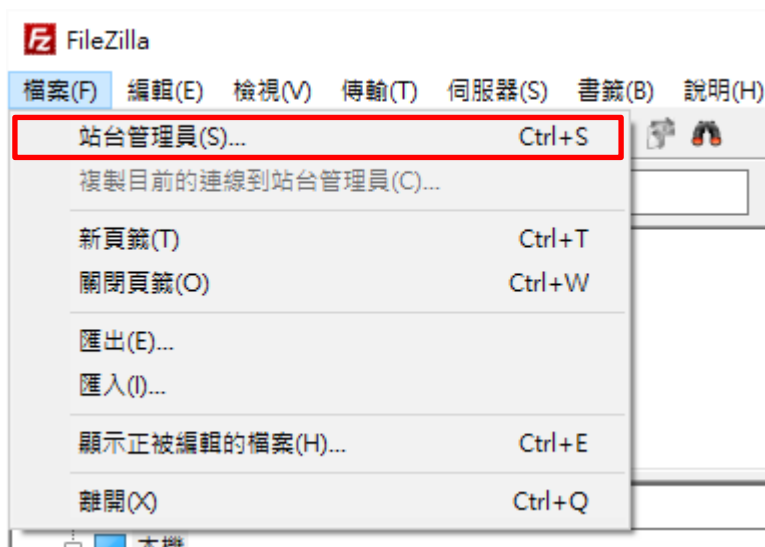 FileZilla
檔案(F) 編輯(E) 檢視(V) 傳輸(T) 伺服器(S) 書籤(B) 說明(H)
站台管理員(S)... Ctrl+S
複製目前的連線到站台管理員(C)...
新頁籤(T) Ctrl+T
關閉頁籤(O) Ctrl+W
匯出(E)...
匯入(I)...
顯示正被編輯的檔案(H)... Ctrl+E
離開(X) Ctrl+Q